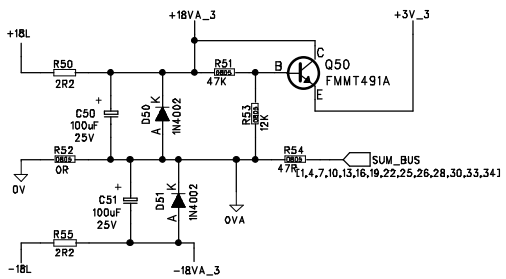 +18VA_3
+3V_3
+18L
R50
2R2
R51
0805
47K
B
C
Q50
FMMT491A
E
+
C50
100uF
25V
D50
K
A
1N4002
R53
0805
12K
R52
0805
0R
R54
0805
47R
SUM_BUS
[1,4,7,10,13,16,19,22,25,26,28,30,33,34]
0V
+
C51
100uF
25V
D51
K
A
1N4002
0VA
R55
2R2
-18L
-18VA_3